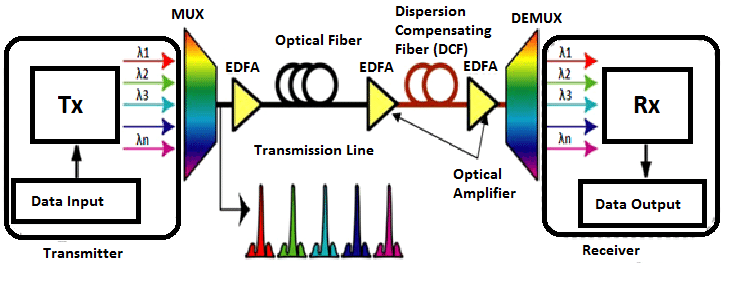 MUX
Dispersion
Compensating
Fiber (DCF)
DEMUX
Optical Fiber
EDFA
EDFA
EDFA
λ1
λ2
λ3
λn
Tx
Data Input
Transmitter
Transmission Line
Optical
Amplifier
λ1
λ2
λ3
λn
Rx
Data Output
Receiver